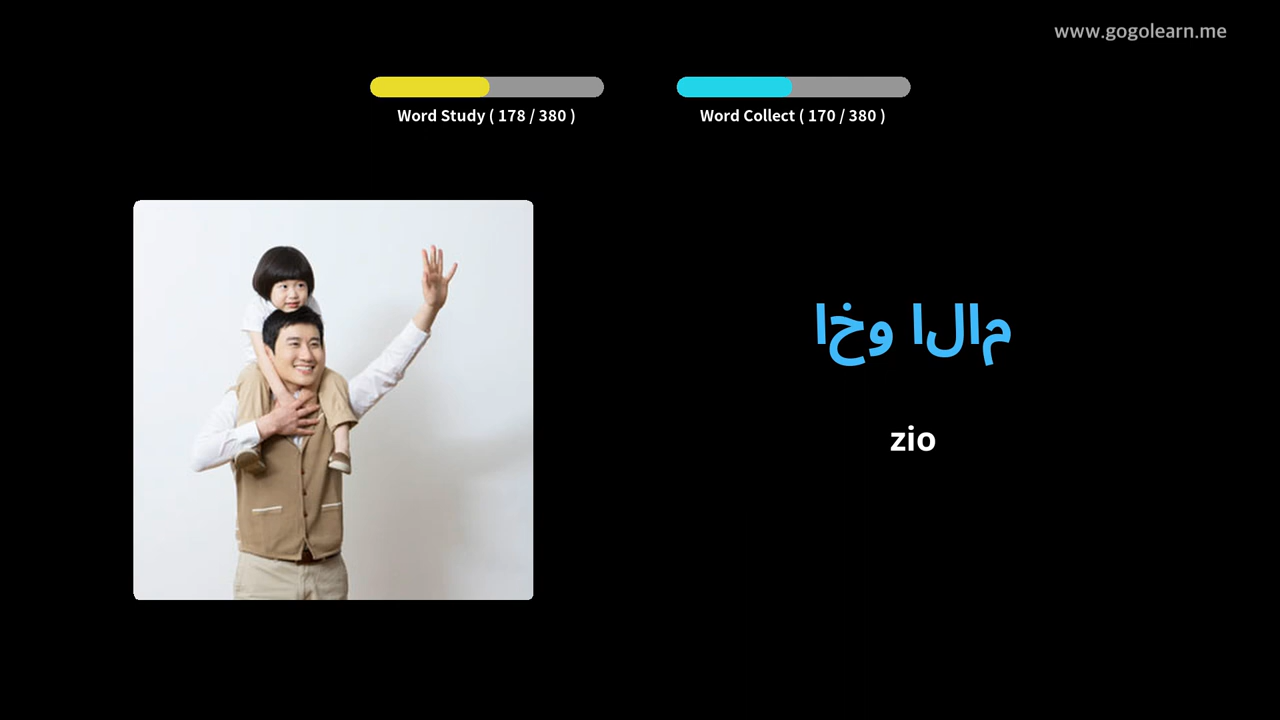 www.gogolearn.me
Word Study ( 178 / 380 )
Word Collect ( 170 / 380 )
اخو الام
zio